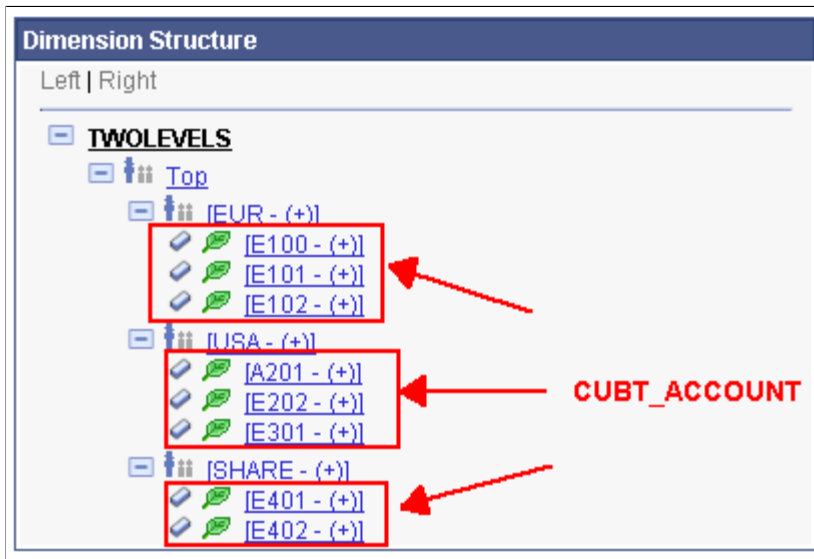 Dimension Structure
Left | Right
TWOLEVELS
Top
[EUR - (+)]
[E100 - (+)]
[E101 - (+)]
[E102 - (+)]
[USA - (+)]
[A201 - (+)]
[E202 - (+)]
CUBT_ACCOUNT
[E301 - (+)]
[SHARE - (+)]
[E401 - (+)]
[E402 - (+)]